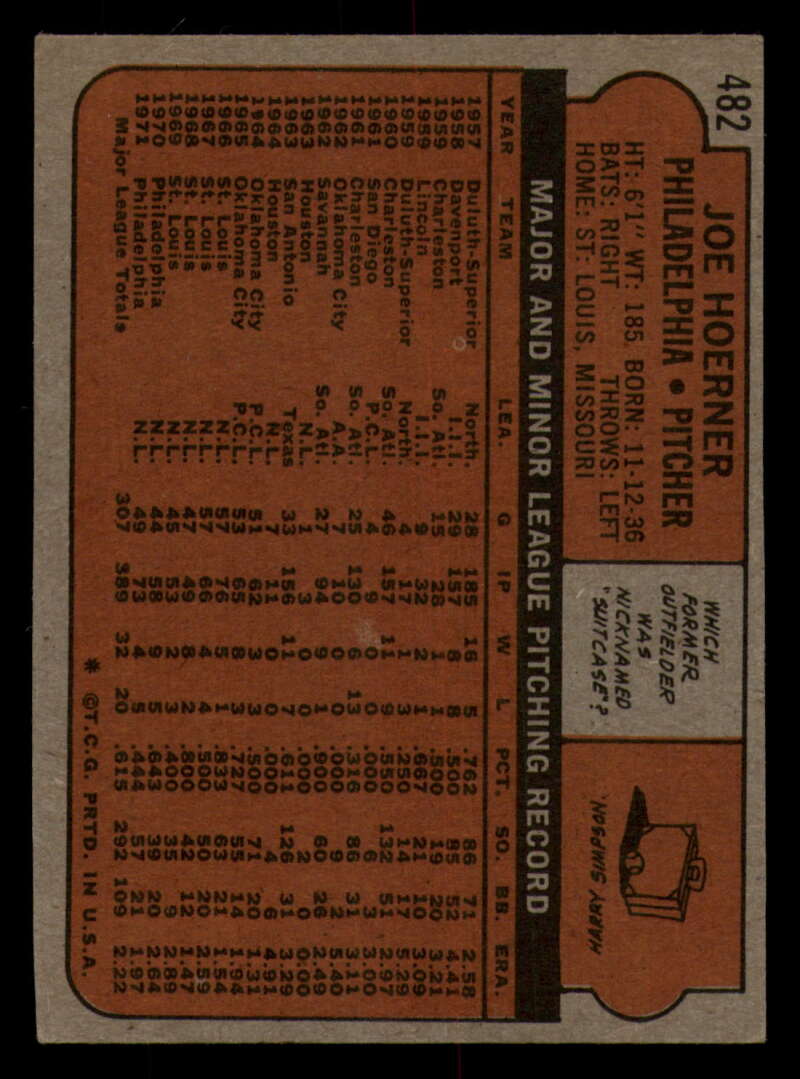 482
JOE HOERNER
PHILADELPHIA • PITCHER
HT: 6'1" WT: 185 BORN: 11-12-36
BATS: RIGHT THROWS: LEFT
HOME: ST. LOUIS, MISSOURI
WHICH
FORMER
OUTFIELDER
WAS
NICKNAMED
"SUITCASE"?
HARRY SIMPSON.
MAJOR AND MINOR LEAGUE PITCHING RECORD
YEAR TEAM LEA. G IP W L PCT. SO. BB. ERA.
1957 Duluth-Superior North. 28 185 16 5 .762 86 71 2.58
1958 Davenport I.I.I. 29 157 8 8 .500 85 52 4.41
1959 Charleston So. Atl. 15 28 1 1 .500 19 20 3.21
1959 Lincoln I.I.I. 9 32 2 1 .667 21 10 3.09
1959 Duluth-Superior North. 4 17 1 3 .250 14 17 5.29
1960 Charleston So. Atl. 46 157 11 9 .550 132 51 2.97
1961 San Diego P.C.L. 4 9 0 0 .000 6 3 3.00
1961 Charleston So. Atl. 25 130 6 13 .316 86 31 3.11
1962 Oklahoma City A.A. 7 10 0 0 .000 9 2 5.40
1962 Savannah So. Atl. 27 94 9 1 .900 60 26 2.49
1963 Houston N.L. 1 3 0 0 .000 2 0 0.00
1963 San Antonio Texas 33 156 11 7 .611 126 31 3.29
1964 Houston N.L. 7 11 0 0 .000 4 6 4.91
1964 Oklahoma City P.C.L. 51 62 3 3 .500 71 20 1.31
1965 Oklahoma City P.C.L. 53 65 8 3 .727 55 14 1.94
1966 St. Louis N.L. 57 76 5 1 .833 63 21 1.54
1967 St. Louis N.L. 57 66 4 4 .500 50 20 2.59
1968 St. Louis N.L. 47 49 8 2 .800 42 12 1.47
1969 St. Louis N.L. 45 53 2 3 .400 35 9 2.89
1970 Philadelphia N.L. 44 58 9 5 .643 39 20 2.64
1971 Philadelphia N.L. 49 73 4 5 .444 57 21 1.97
Major League Totals 307 389 32 20 .615 292 109 2.22
* ©T.C.G. PRTD. IN U.S.A.